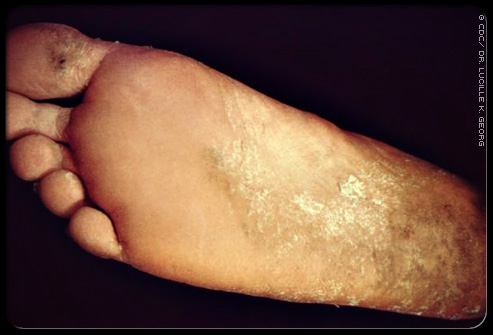 © CDC/ DR. LUCILLE K. GEORG